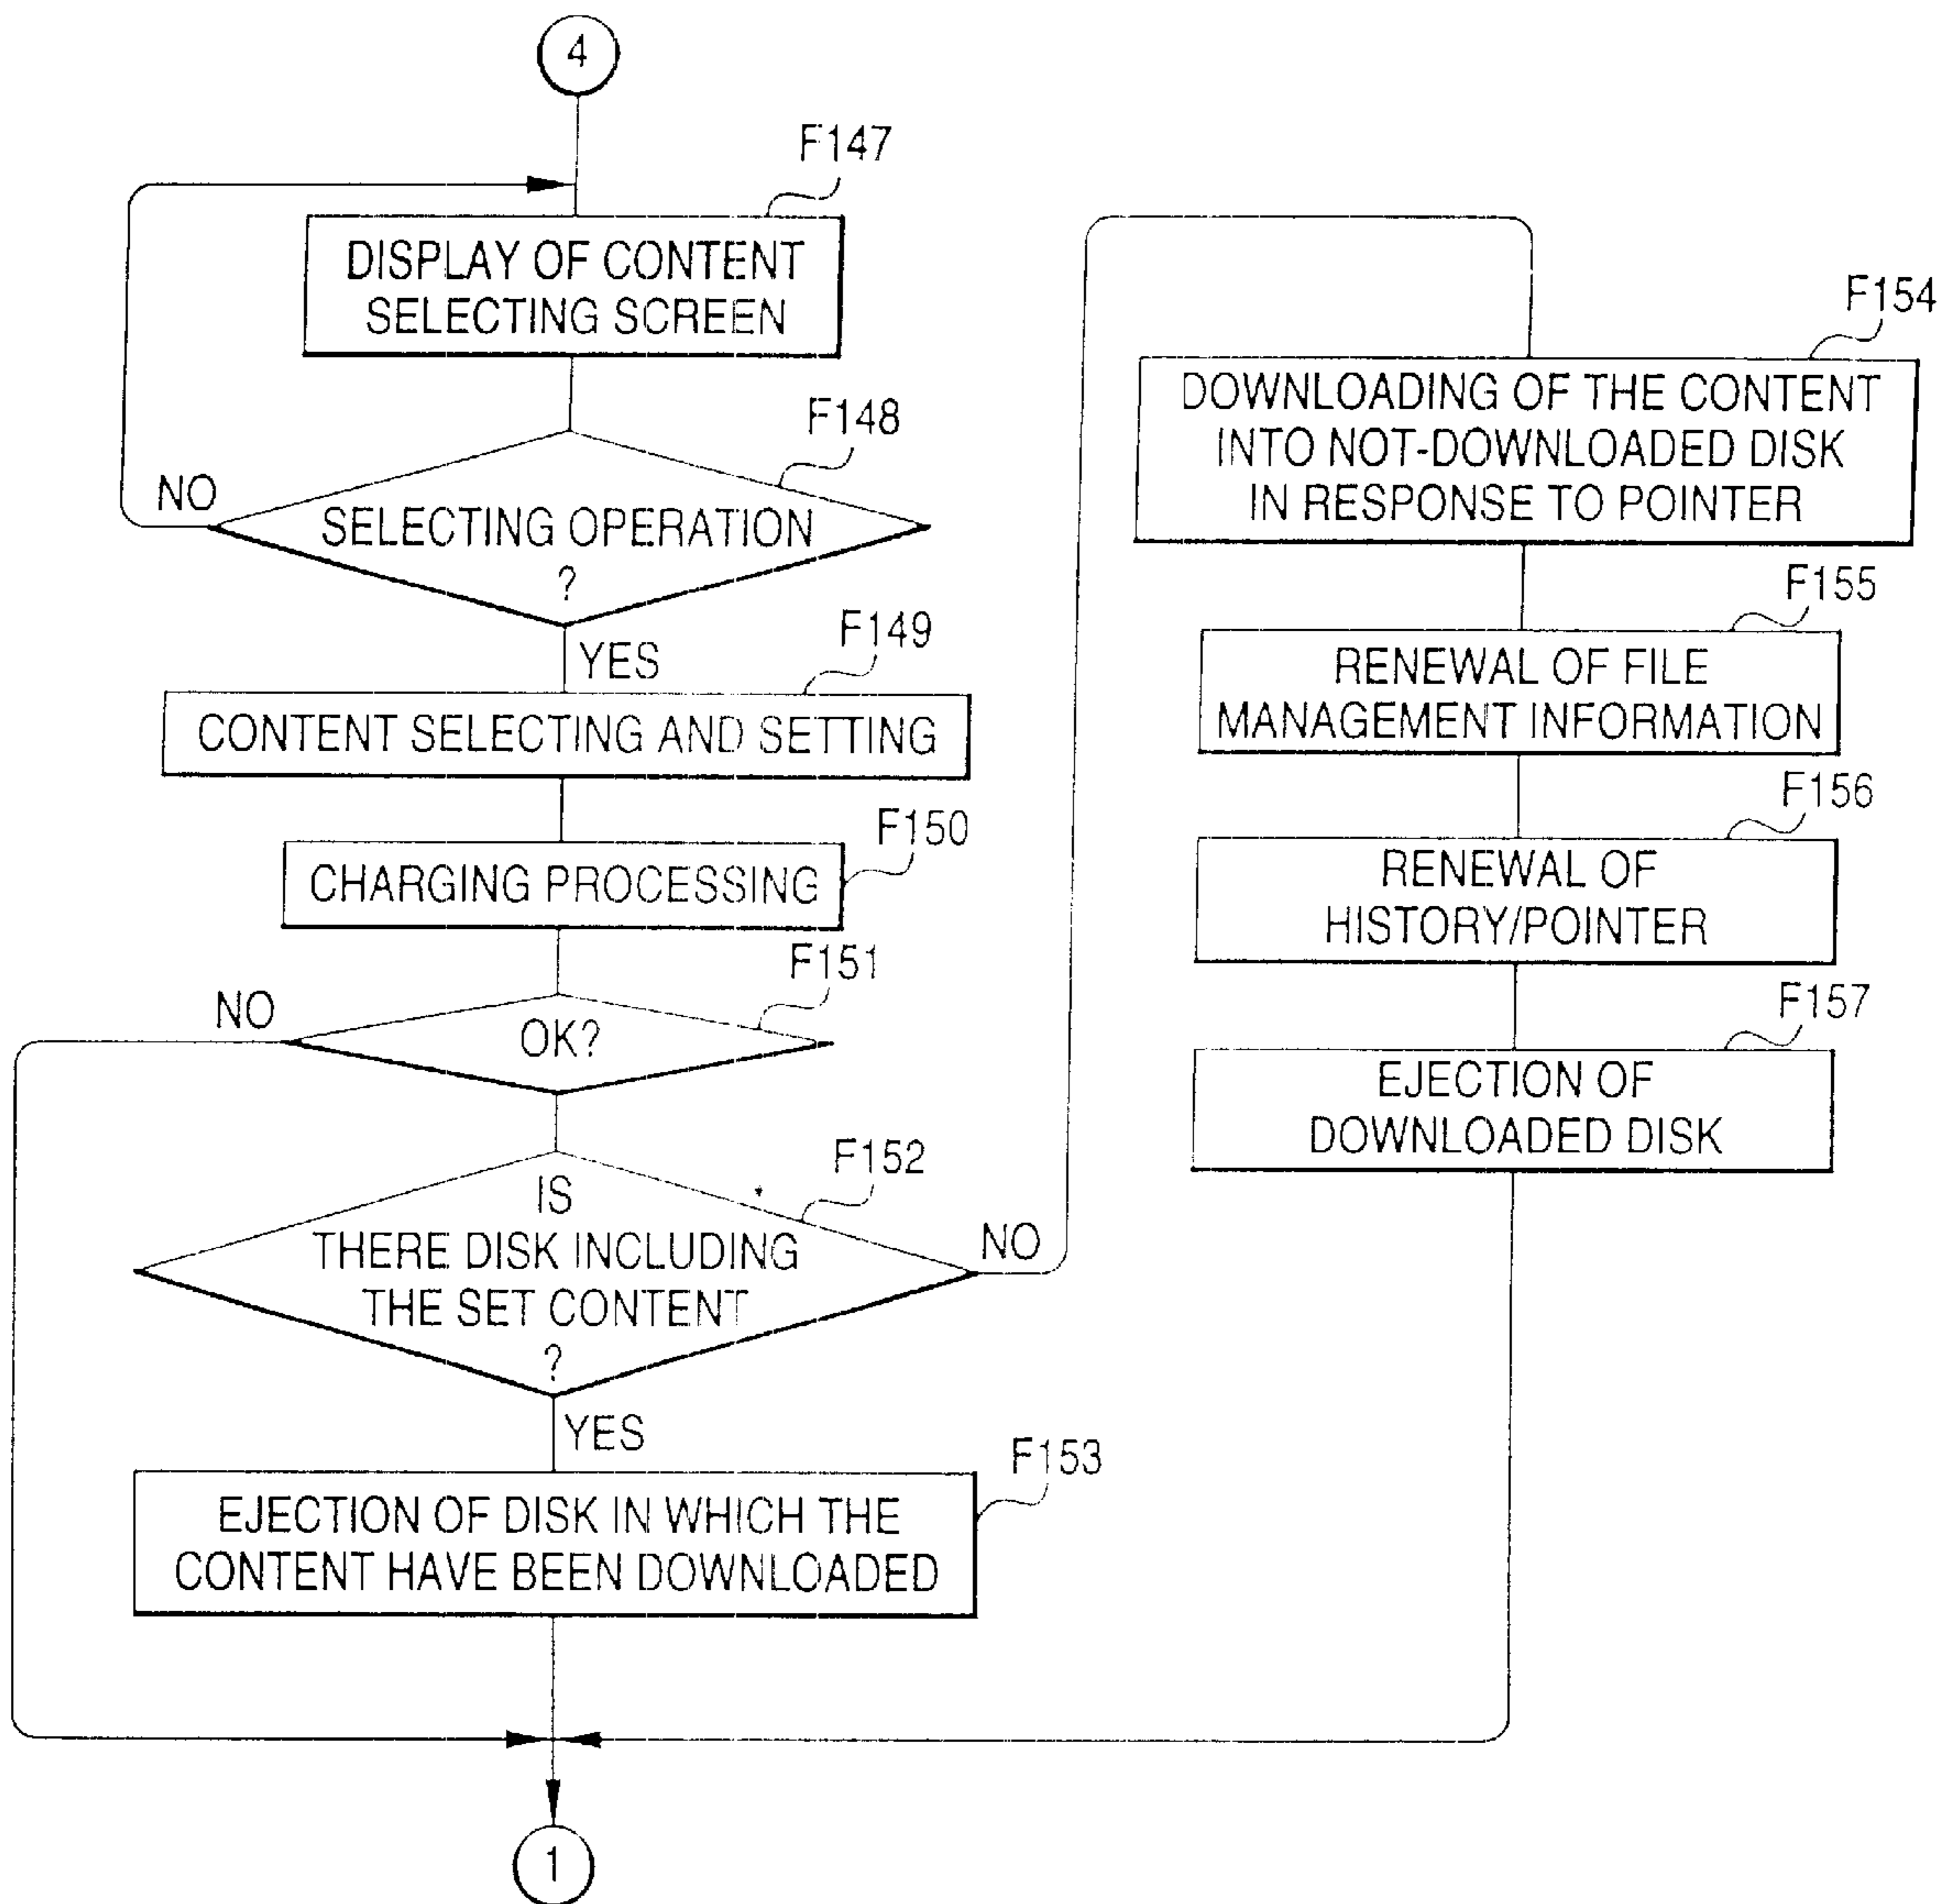 4
F147
DISPLAY OF CONTENT
SELECTING SCREEN
F148
NO
SELECTING OPERATION
?
YES
F149
CONTENT SELECTING AND SETTING
F150
CHARGING PROCESSING
F151
NO
OK?
F152
IS
THERE DISK INCLUDING
THE SET CONTENT
?
NO
YES
F153
EJECTION OF DISK IN WHICH THE
CONTENT HAVE BEEN DOWNLOADED
1
F154
DOWNLOADING OF THE CONTENT
INTO NOT-DOWNLOADED DISK
IN RESPONSE TO POINTER
F155
RENEWAL OF FILE
MANAGEMENT INFORMATION
F156
RENEWAL OF
HISTORY/POINTER
F157
EJECTION OF
DOWNLOADED DISK